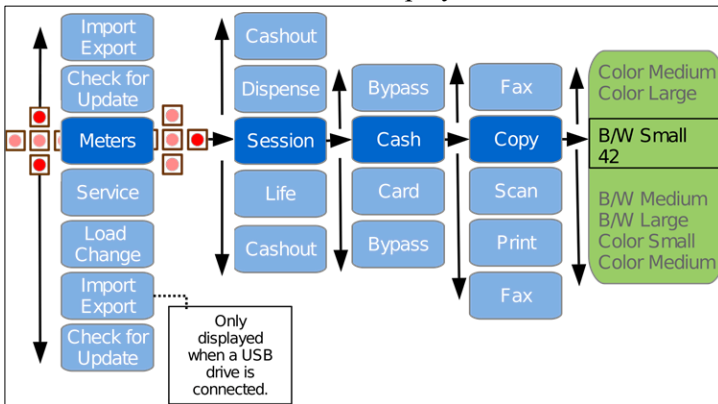 Import
Export
Check for
Update
Meters
Service
Load
Change
Import
Export
Check for
Update
Only
displayed
when a USB
drive is
connected.
Cashout
Dispense
Session
Life
Cashout
Bypass
Cash
Card
Bypass
Fax
Copy
Scan
Print
Fax
Color Medium
Color Large
B/W Small
42
B/W Medium
B/W Large
Color Small
Color Medium